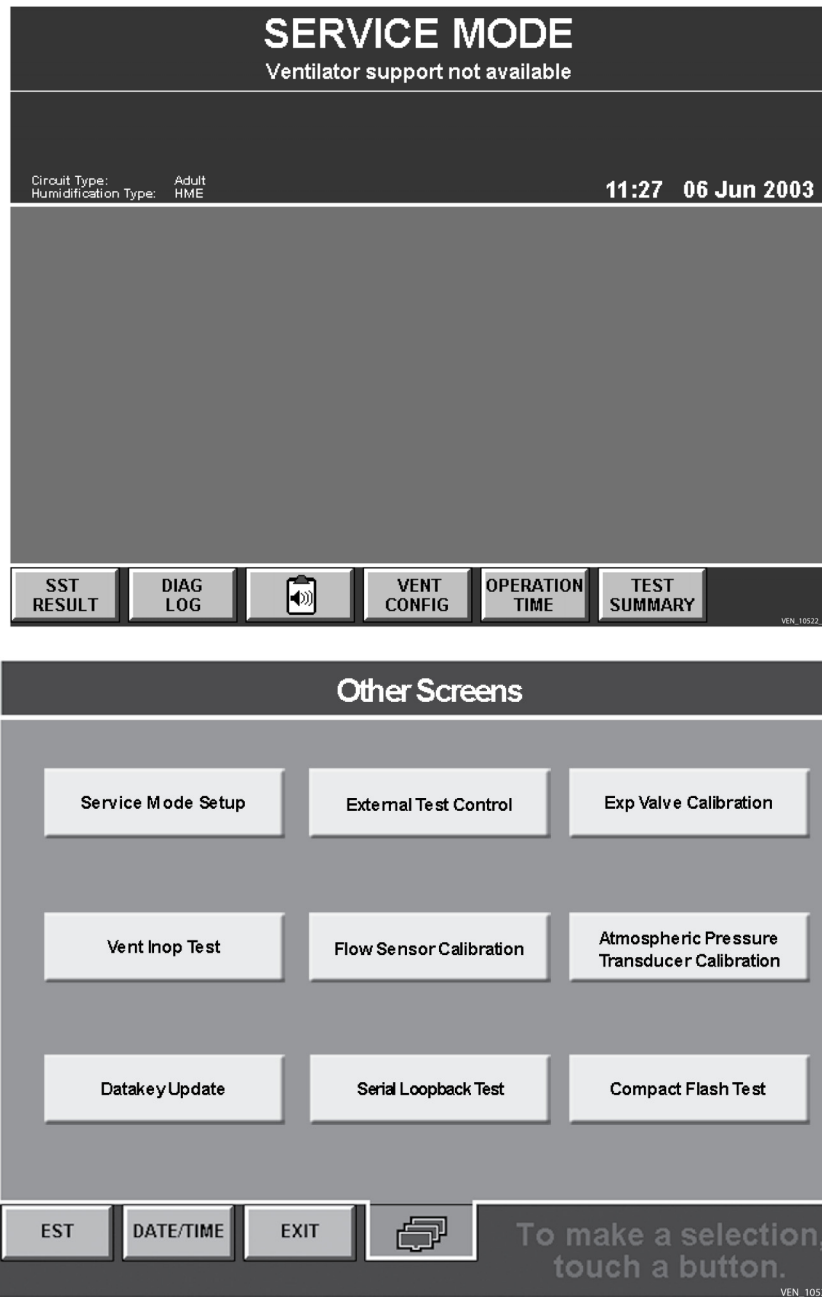 SERVICE MODE
Ventilator support not available
Circuit Type: Adult
Humidification Type: HME
11:27 06 Jun 2003
SST
RESULT
DIAG
LOG
VENT
CONFIG
OPERATION
TIME
TEST
SUMMARY
VEN_10522_
Other Screens
Service Mode Setup
External Test Control
Exp Valve Calibration
Vent Inop Test
Flow Sensor Calibration
Atmospheric Pressure
Transducer Calibration
Datakey Update
Serial Loopback Test
Compact Flash Test
EST
DATE/TIME
EXIT
To make a selection,
touch a button.